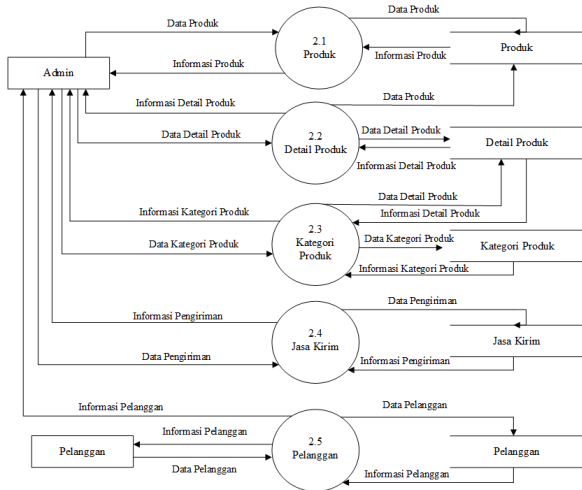 Data Produk
Data Produk
2.1
Produk
Produk
Informasi Produk
Informasi Produk
Admin
Data Produk
Informasi Detail Produk
2.2
Detail Produk
Data Detail Produk
Data Detail Produk
Detail Produk
Informasi Detail Produk
Data Detail Produk
Informasi Kategori Produk
Informasi Detail Produk
2.3
Kategori
Produk
Data Kategori Produk
Data Kategori Produk
Kategori Produk
Informasi Kategori Produk
Data Pengiriman
Informasi Pengiriman
2.4
Jasa Kirim
Jasa Kirim
Data Pengiriman
Informasi Pengiriman
Informasi Pelanggan
Data Pelanggan
Informasi Pelanggan
2.5
Pelanggan
Pelanggan
Pelanggan
Data Pelanggan
Informasi Pelanggan